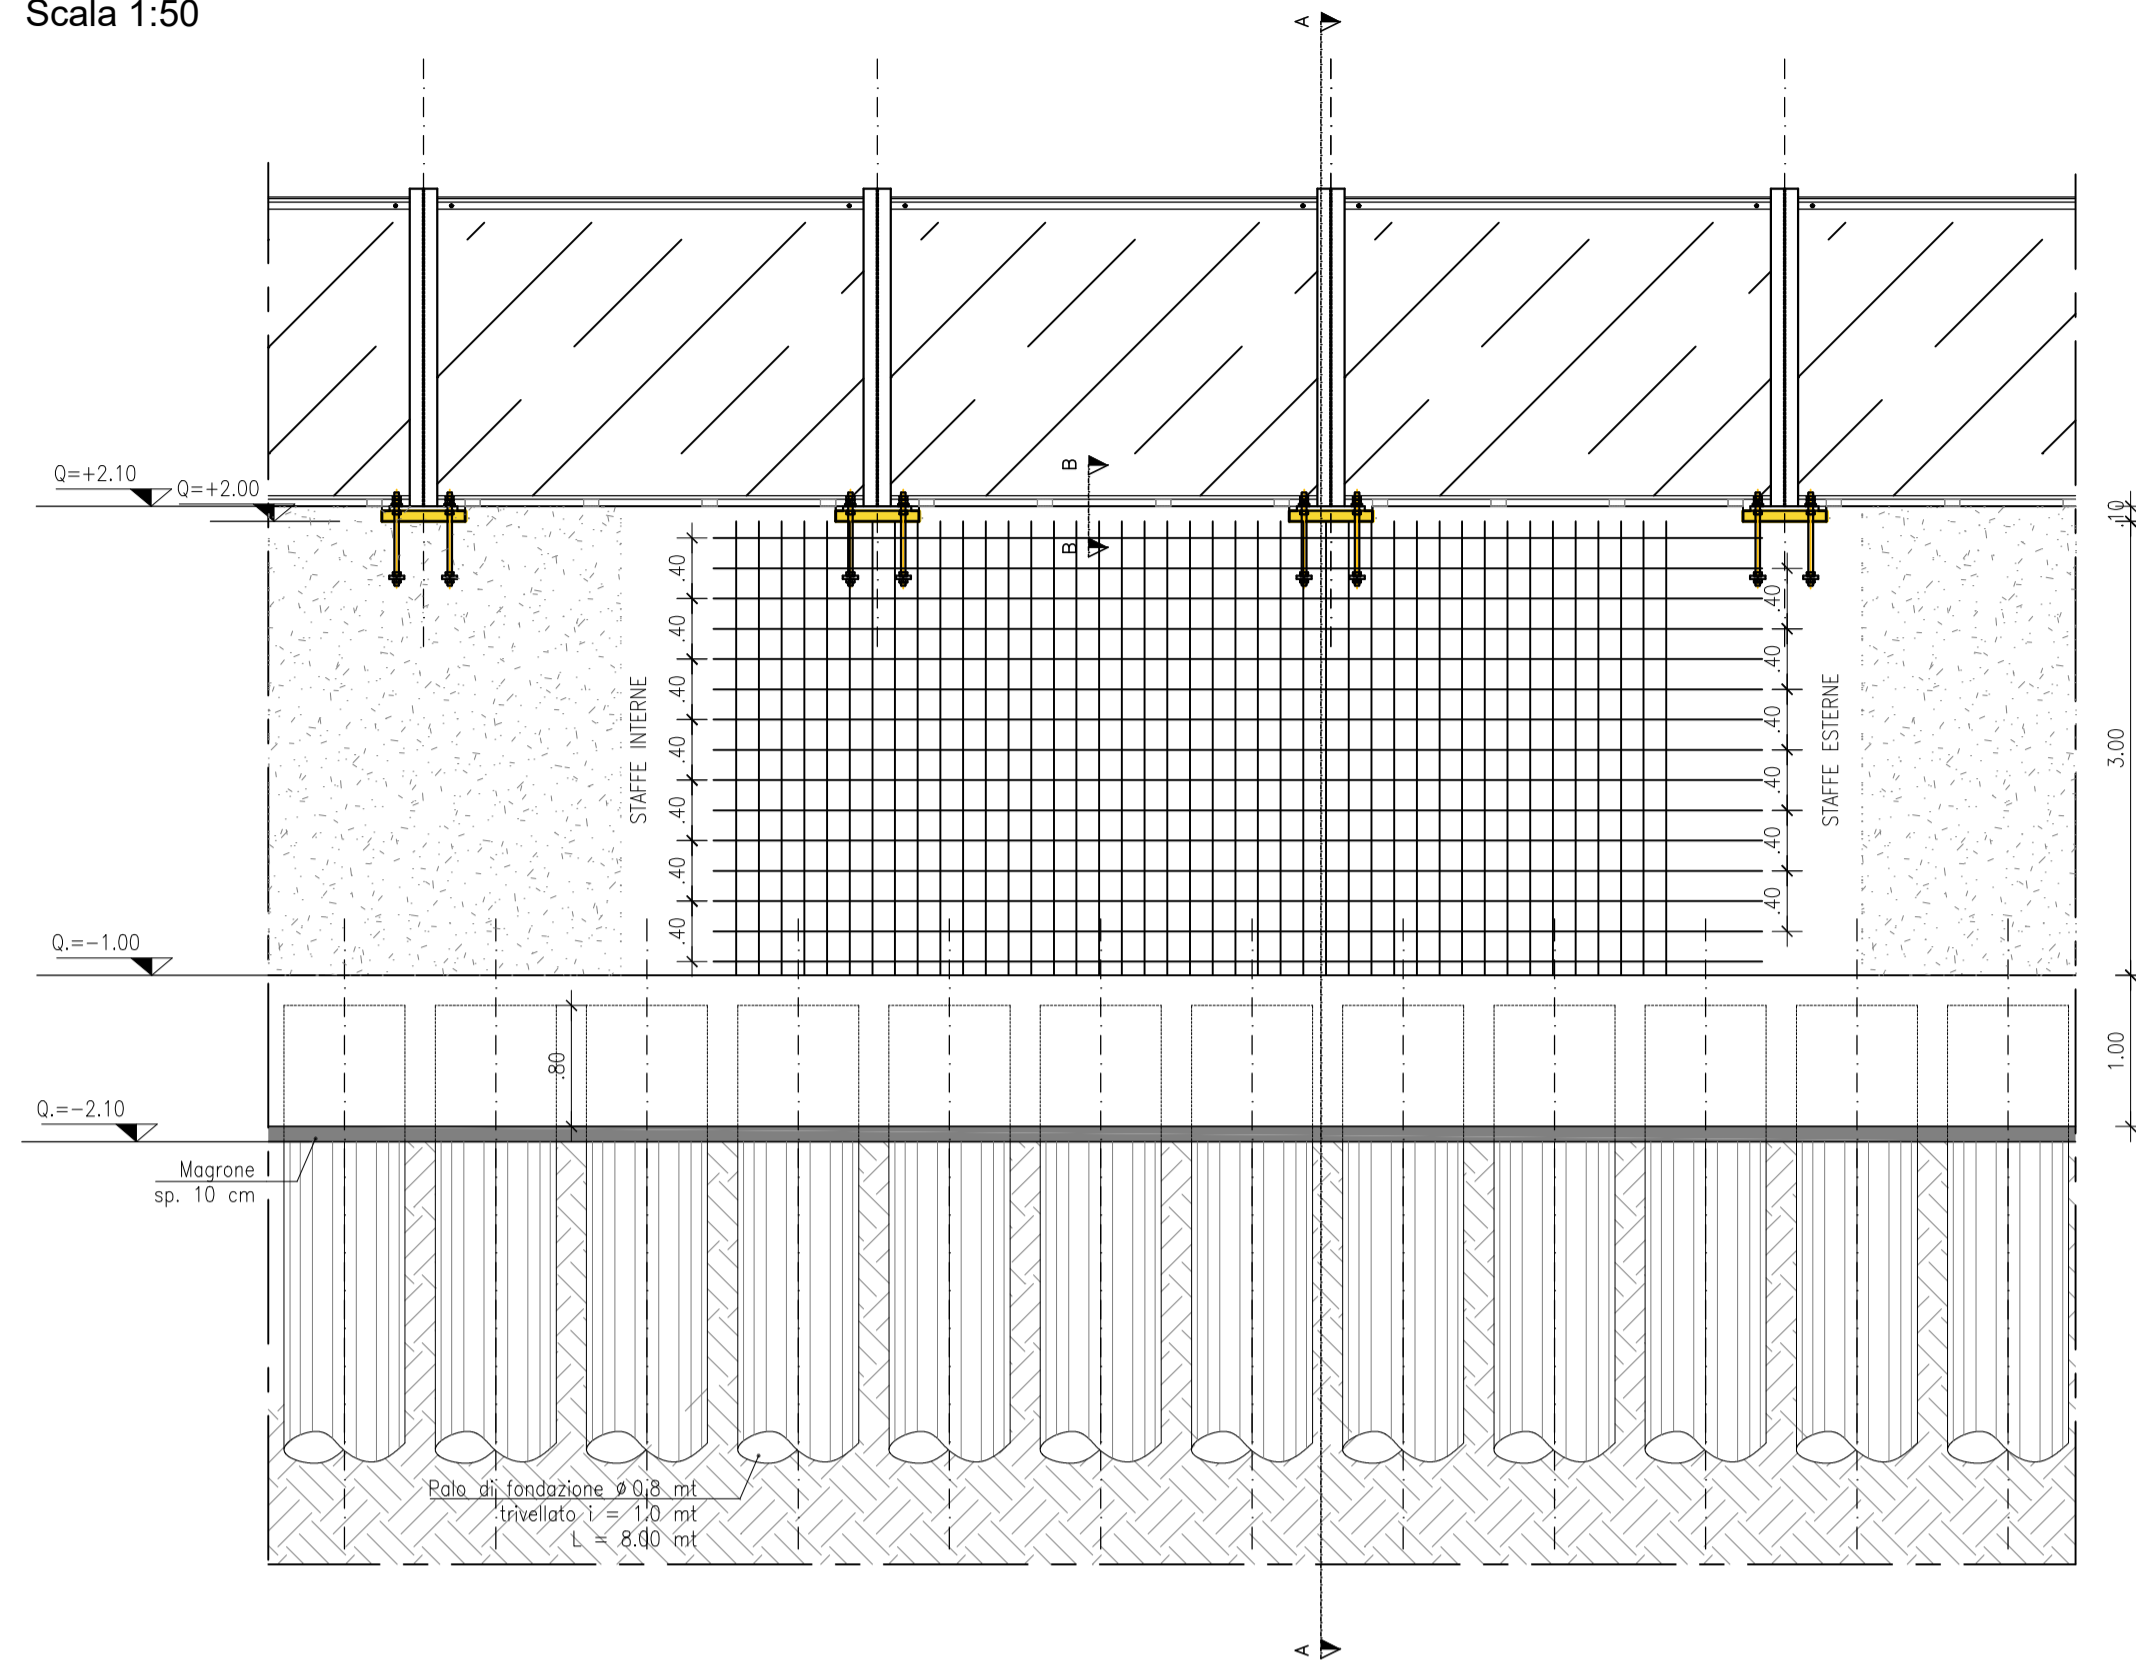 Scala 1:50
A
Q=+2.10
Q=+2.00
B
B
.10
.40
.40
.40
.40
.40
.40
.40
STAFFE INTERNE
.40
.40
.40
.40
.40
.40
STAFFE ESTERNE
3.00
Q.=-1.00
.80
1.00
Q.=-2.10
Magrone
sp. 10 cm
Palo di fondazione ø 0.8 mt
trivellato i = 1.0 mt
L = 8.00 mt
A